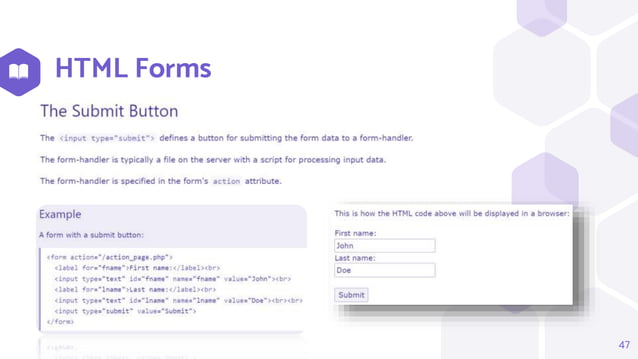 HTML Forms
The Submit Button
The <input type="submit"> defines a button for submitting the form data to a form-handler.
The form-handler is typically a file on the server with a script for processing input data.
The form-handler is specified in the form's action attribute.
Example
A form with a submit button:
<form action="/action_page.php">
<label for="fname">First name:</label><br>
<input type="text" id="fname" name="fname" value="John"><br>
<label for="lname">Last name:</label><br>
<input type="text" id="lname" name="lname" value="Doe"><br><br>
<input type="submit" value="Submit">
</form>
This is how the HTML code above will be displayed in a browser:
First name:
John
Last name:
Doe
Submit
47